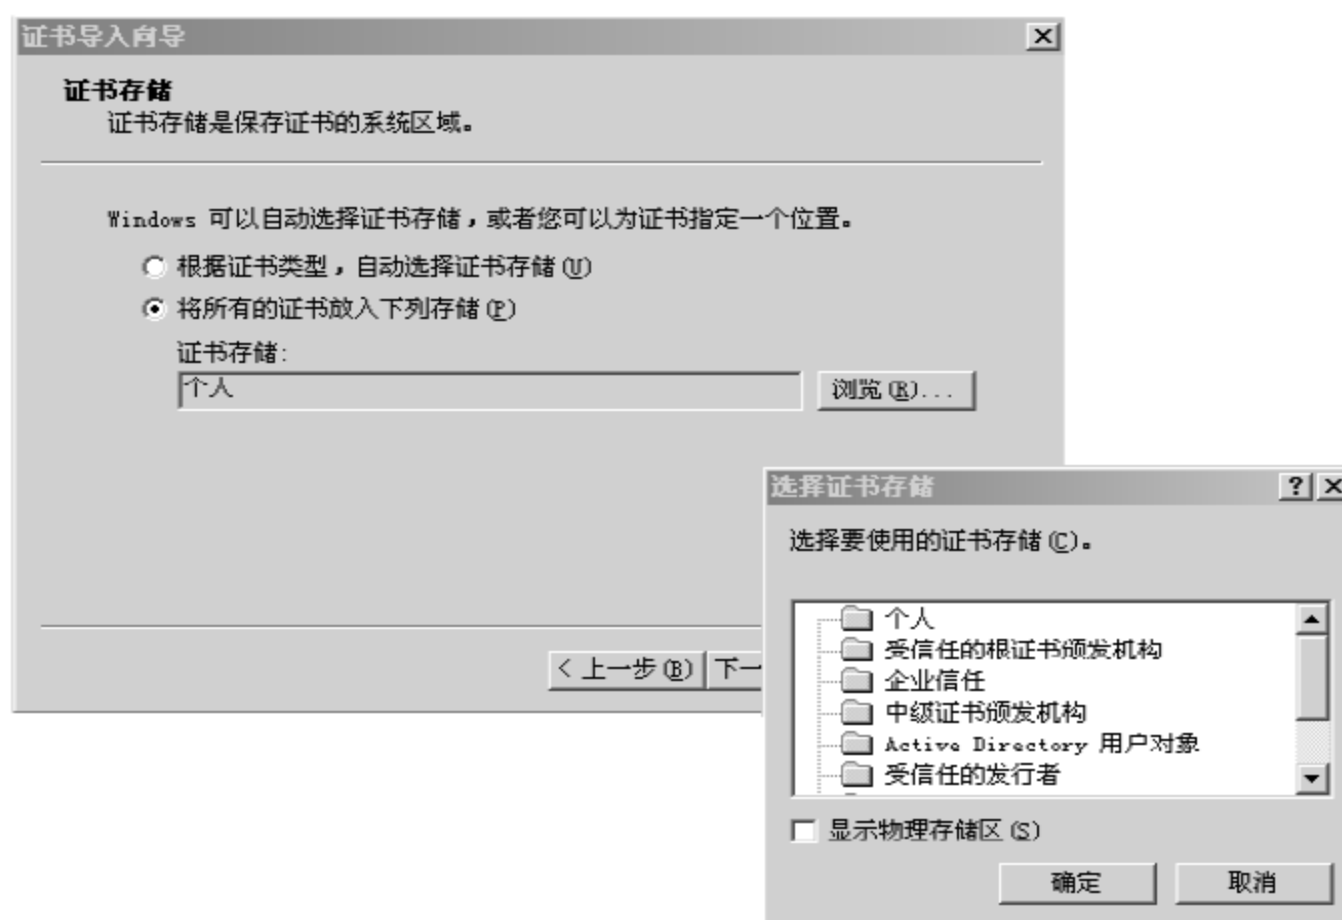 证书导入向导
证书存储
证书存储是保存证书的系统区域。
Windows 可以自动选择证书存储，或者您可以为证书指定一个位置。
根据证书类型，自动选择证书存储(U)
将所有的证书放入下列存储(P)
证书存储:
个人
浏览(R)...
< 上一步(B)
下一
选择证书存储
选择要使用的证书存储(C)。
个人
受信任的根证书颁发机构
企业信任
中级证书颁发机构
Active Directory 用户对象
受信任的发行者
显示物理存储区(S)
确定
取消